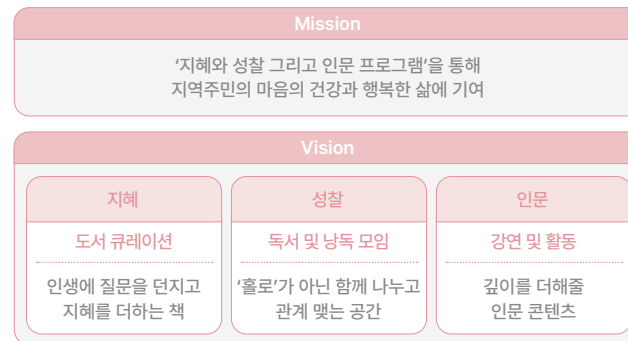 Mission
‘지혜와 성찰 그리고 인문 프로그램’을 통해
지역주민의 마음의 건강과 행복한 삶에 기여
Vision
지혜
도서 큐레이션
인생에 질문을 던지고
지혜를 더하는 책
성찰
독서 및 낭독 모임
‘홀로’가 아닌 함께 나누고
관계 맺는 공간
인문
강연 및 활동
깊이를 더해줄
인문 콘텐츠